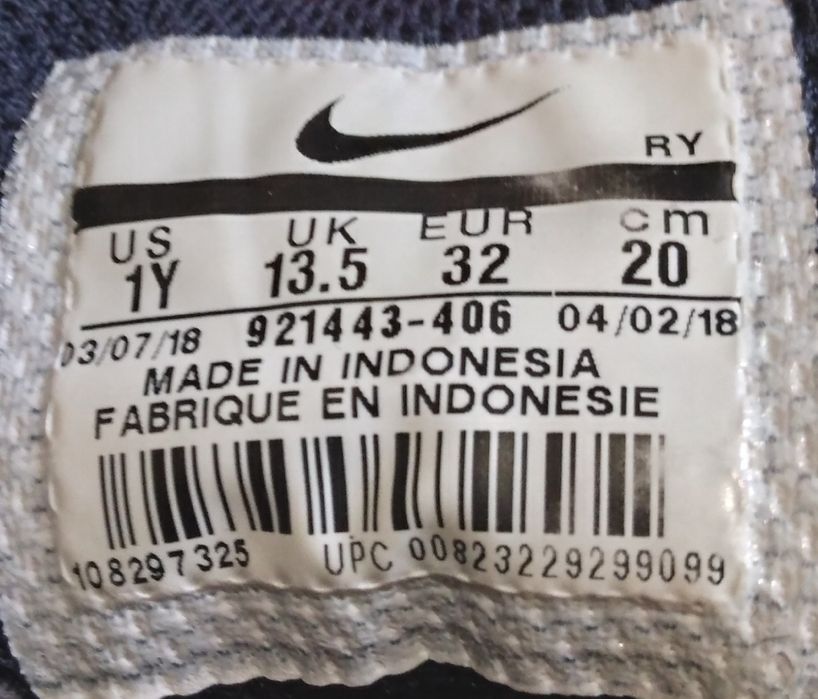 RY
US UK EUR cm
1Y 13.5 32 20
03/07/18 921443-406 04/02/18
MADE IN INDONESIA
FABRIQUE EN INDONESIE
108297325 UPC 00823229299099